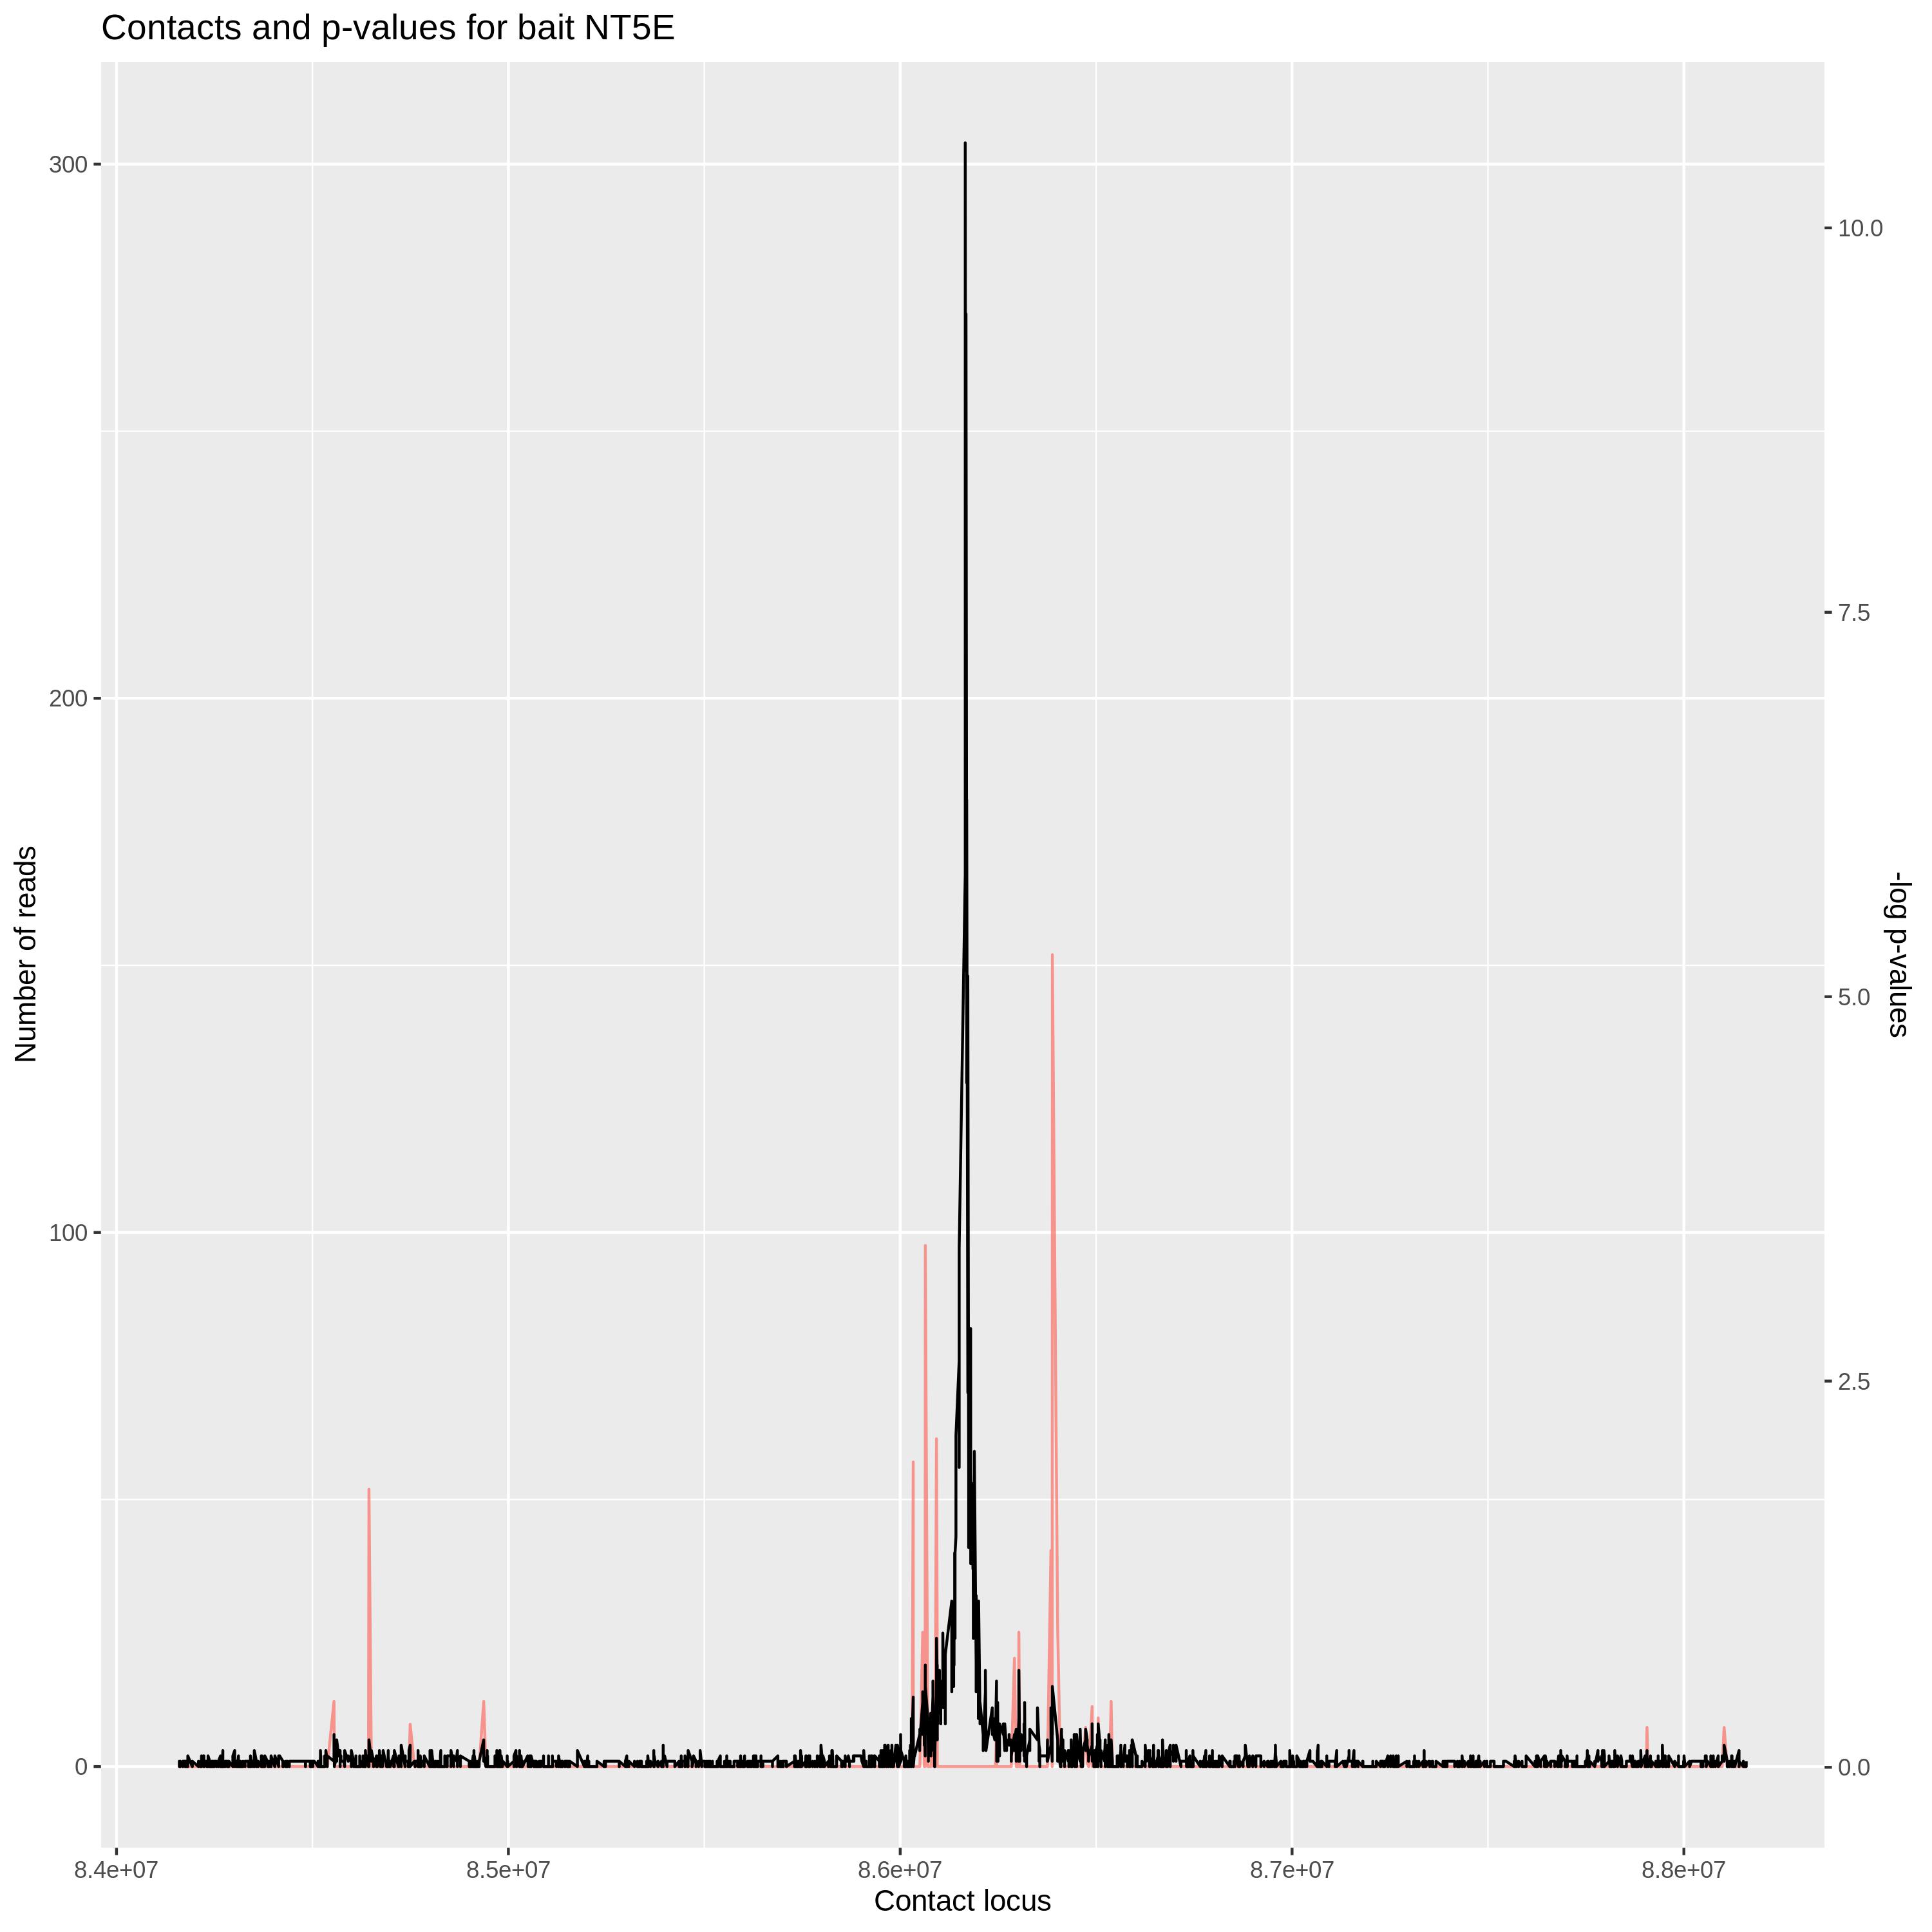 Contacts and p-values for bait NT5E
300
200
100
0
Number of reads
10.0
7.5
5.0
2.5
0.0
-log p-values
8.4e+07 8.5e+07 8.6e+07 8.7e+07 8.8e+07
Contact locus